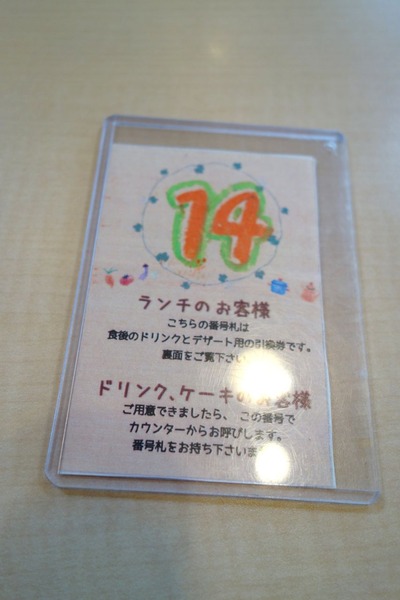 14
ランチのお客様
こちらの番号札は
食後のドリンクとデザート用の引換券です。
裏面をご覧下さい
ドリンク、ケーキのお客様
ご用意できましたら、この番号で
カウンターからお呼びします。
番号札をお持ち下さいま